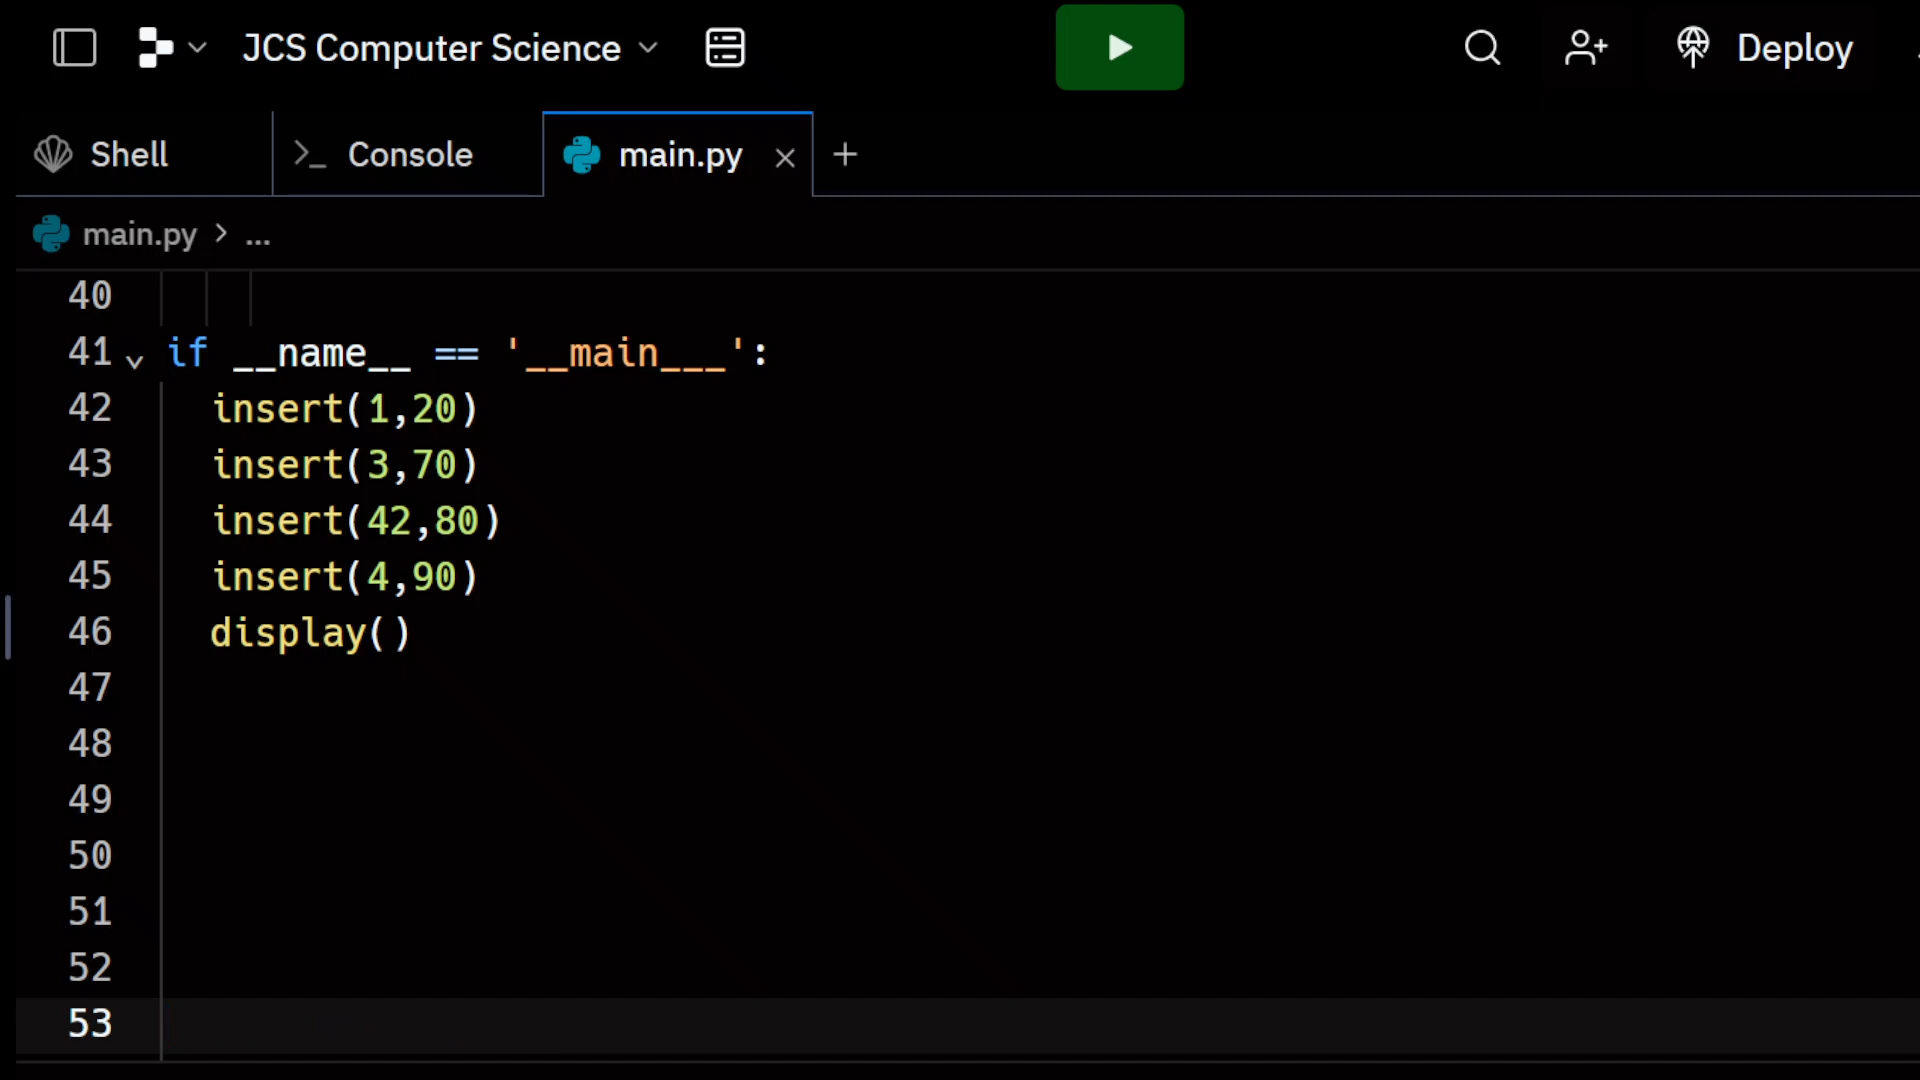 JCS Computer Science
Deploy
Shell
Console
main.py
main.py > ...
40
41 if __name__ == '__main___':
42 insert(1,20)
43 insert(3,70)
44 insert(42,80)
45 insert(4,90)
46 display()
47
48
49
50
51
52
53